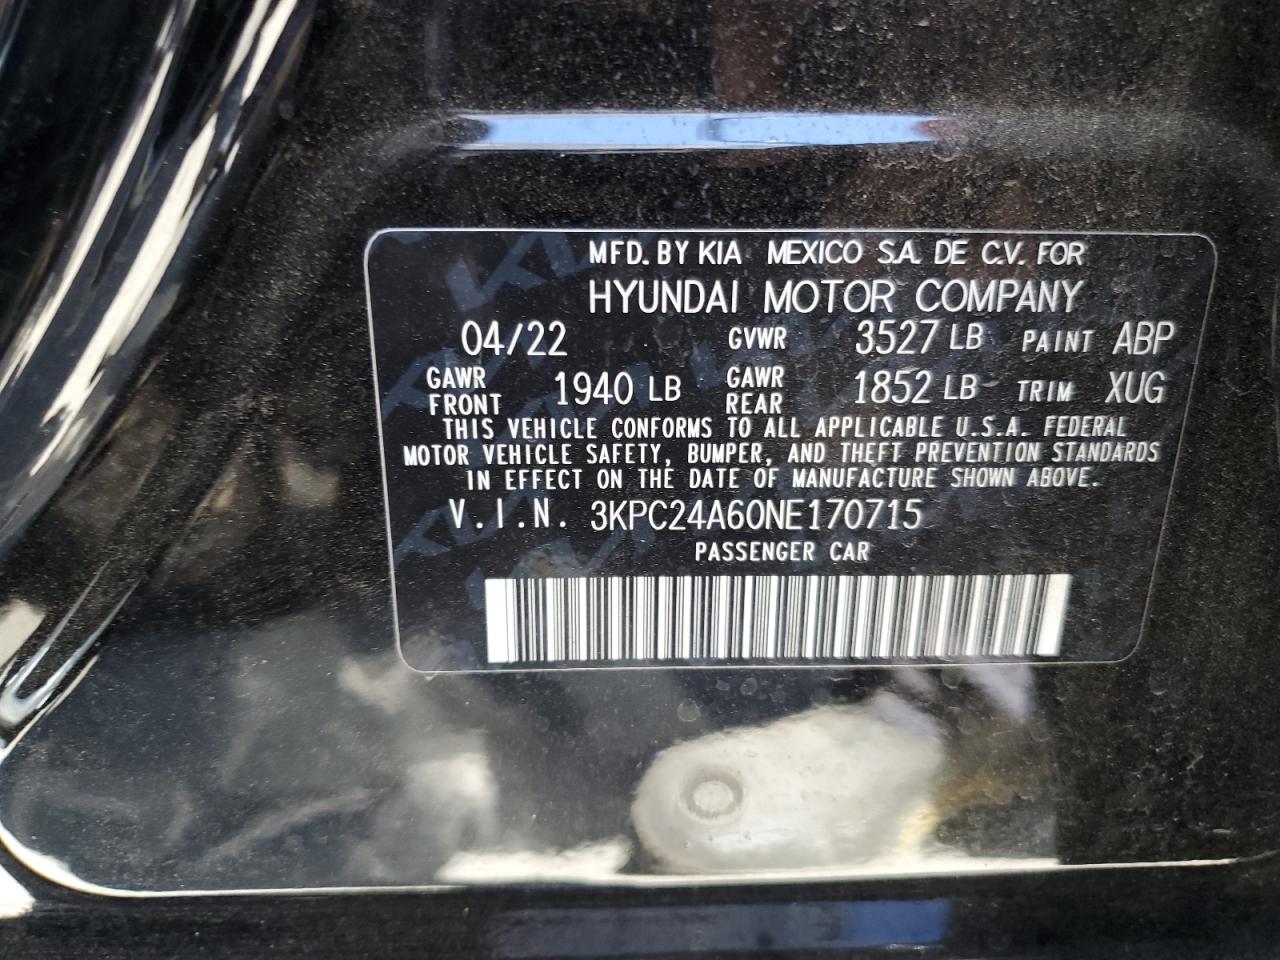 MFD. BY KIA MEXICO S.A. DE C.V. FOR
HYUNDAI MOTOR COMPANY
04/22 GVWR 3527 LB PAINT ABP
GAWR FRONT 1940 LB GAWR REAR 1852 LB TRIM XUG
THIS VEHICLE CONFORMS TO ALL APPLICABLE U.S.A. FEDERAL
MOTOR VEHICLE SAFETY, BUMPER, AND THEFT PREVENTION STANDARDS
IN EFFECT ON THE DATE OF MANUFACTURE SHOWN ABOVE.
V.I.N. 3KPC24A60NE170715
PASSENGER CAR